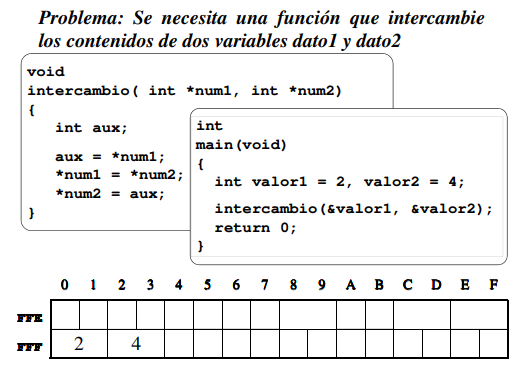 Problema: Se necesita una función que intercambie
los contenidos de dos variables dato1 y dato2
void
intercambio( int *num1, int *num2)
{
int aux;
aux = *num1;
*num1 = *num2;
*num2 = aux;
}
int
main(void)
{
int valor1 = 2, valor2 = 4;
intercambio(&valor1, &valor2);
return 0;
}
0 1 2 3 4 5 6 7 8 9 A B C D E F
FFE
FFF 2 4